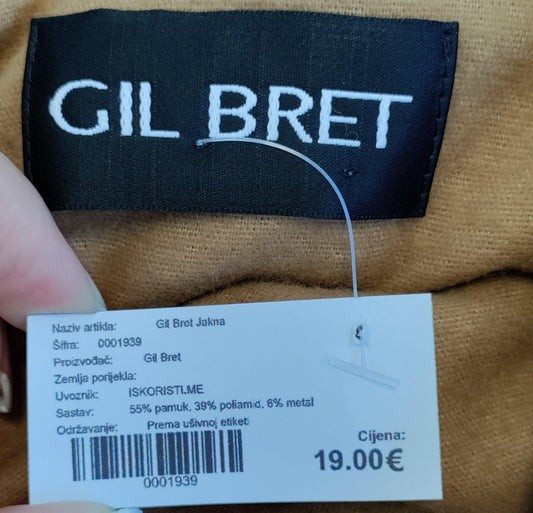 GIL BRET
Naziv artikla: Gil Bret Jakna
Šifra: 0001939
Proizvođač: Gil Bret
Zemlja porijekla:
Uvoznik: ISKORISTI.ME
Sastav: 55% pamuk, 39% poliamid, 6% metal
Održavanje: Prema ušivnoj etiketi
0001939
Cijena:
19.00€